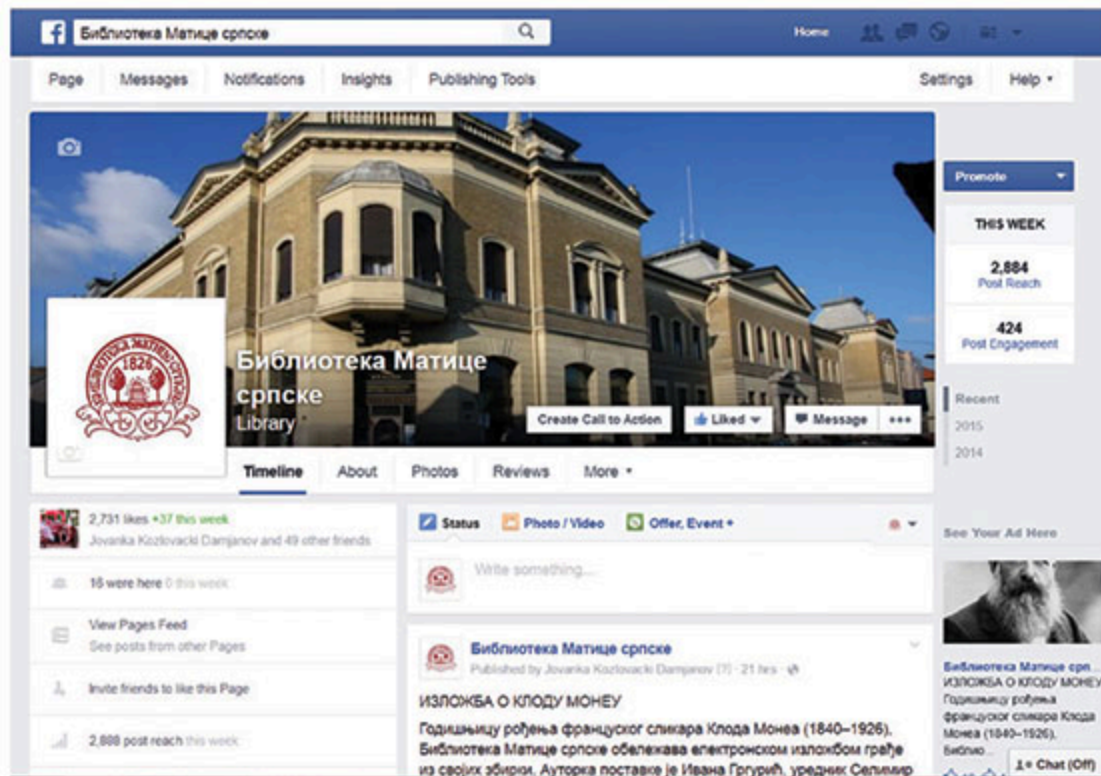 Библиотека Матице српске
Home
Page Messages Notifications Insights Publishing Tools Settings Help
Promote
THIS WEEK
2,884
Post Reach
424
Post Engagement
Recent
2015
2014
БИБЛИОТЕКА МАТИЦЕ СРПСКЕ
1826
Библиотека Матице
српске
Library
Create Call to Action Liked Message
Timeline About Photos Reviews More
2,731 likes +37 this week
Jovanka Kozlovacki Damjanov and 49 other friends
16 were here 0 this week
View Pages Feed
See posts from other Pages
Invite friends to like this Page
2,888 post reach this week
Status Photo / Video Offer, Event +
Write something...
Библиотека Матице српске
Published by Jovanka Kozlovacki Damjanov [?] · 21 hrs ·
ИЗЛОЖБА О КЛОДУ МОНЕУ
Годишњицу рођења француског сликара Клода Монеа (1840–1926),
Библиотека Матице српске обележава електронском изложбом грађе
из својих збирки. Ауторка поставке је Ивана Гргурић, уредник Селимир
See Your Ad Here
Библиотека Матице срп...
ИЗЛОЖБА О КЛОДУ МОНЕУ
Годишњицу рођења
француског сликара Клода
Монеа (1840–1926),
Библио...
Chat (Off)